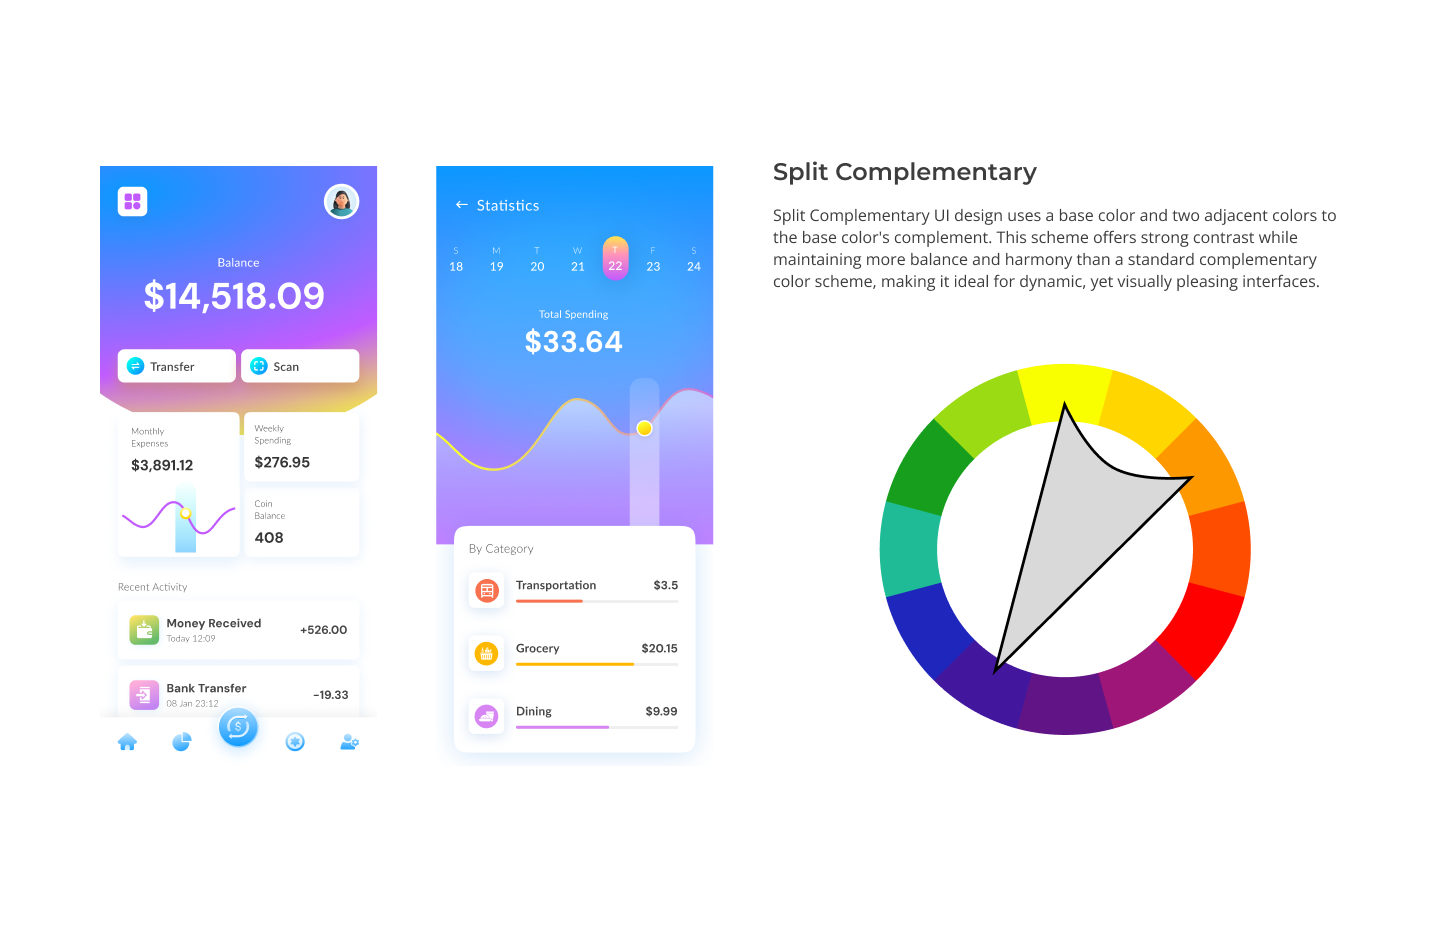 Balance
$14,518.09
Transfer
Scan
Monthly
Expenses
$3,891.12
Weekly
Spending
$276.95
Coin
Balance
408
Recent Activity
Money Received
Today 12:09
+526.00
Bank Transfer
08 Jan 23:12
-19.33
$
← Statistics
S M T W T F S
18 19 20 21 22 23 24
Total Spending
$33.64
By Category
Transportation $3.5
Grocery $20.15
Dining $9.99
Split Complementary
Split Complementary UI design uses a base color and two adjacent colors to
the base color's complement. This scheme offers strong contrast while
maintaining more balance and harmony than a standard complementary
color scheme, making it ideal for dynamic, yet visually pleasing interfaces.